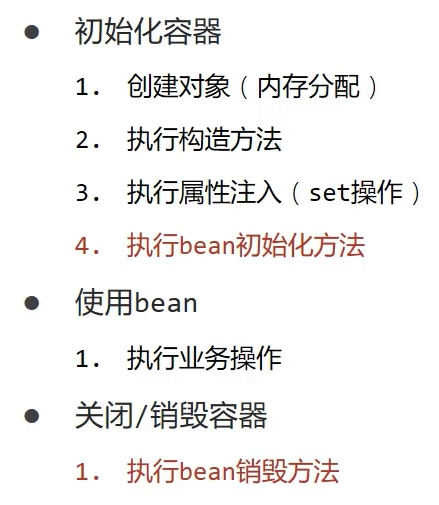 ● 初始化容器
1. 创建对象（内存分配）
2. 执行构造方法
3. 执行属性注入（set操作）
4. 执行bean初始化方法
● 使用bean
1. 执行业务操作
● 关闭/销毁容器
1. 执行bean销毁方法